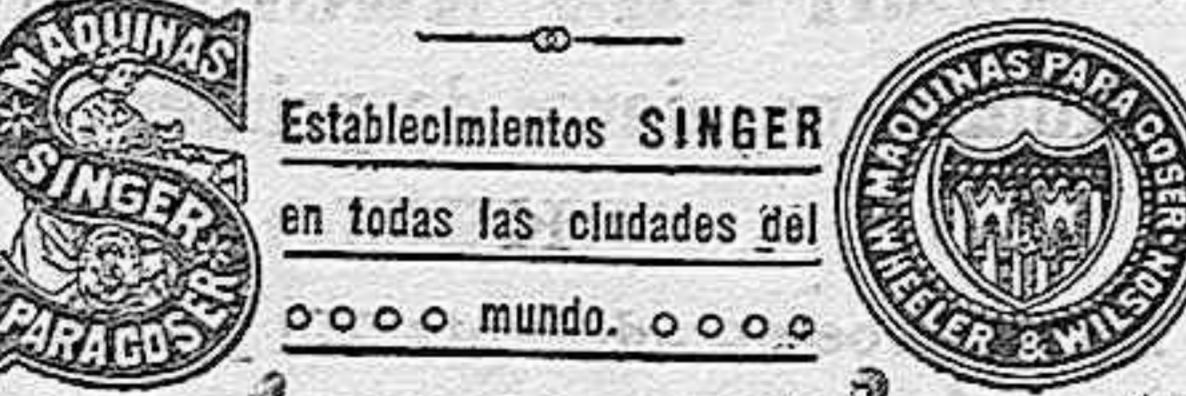 MAQUINAS
SINGER
PARA COSER
Establecimientos SINGER
en todas las ciudades del
mundo.
MAQUINAS PARA COSER
WHEELER & WILSON